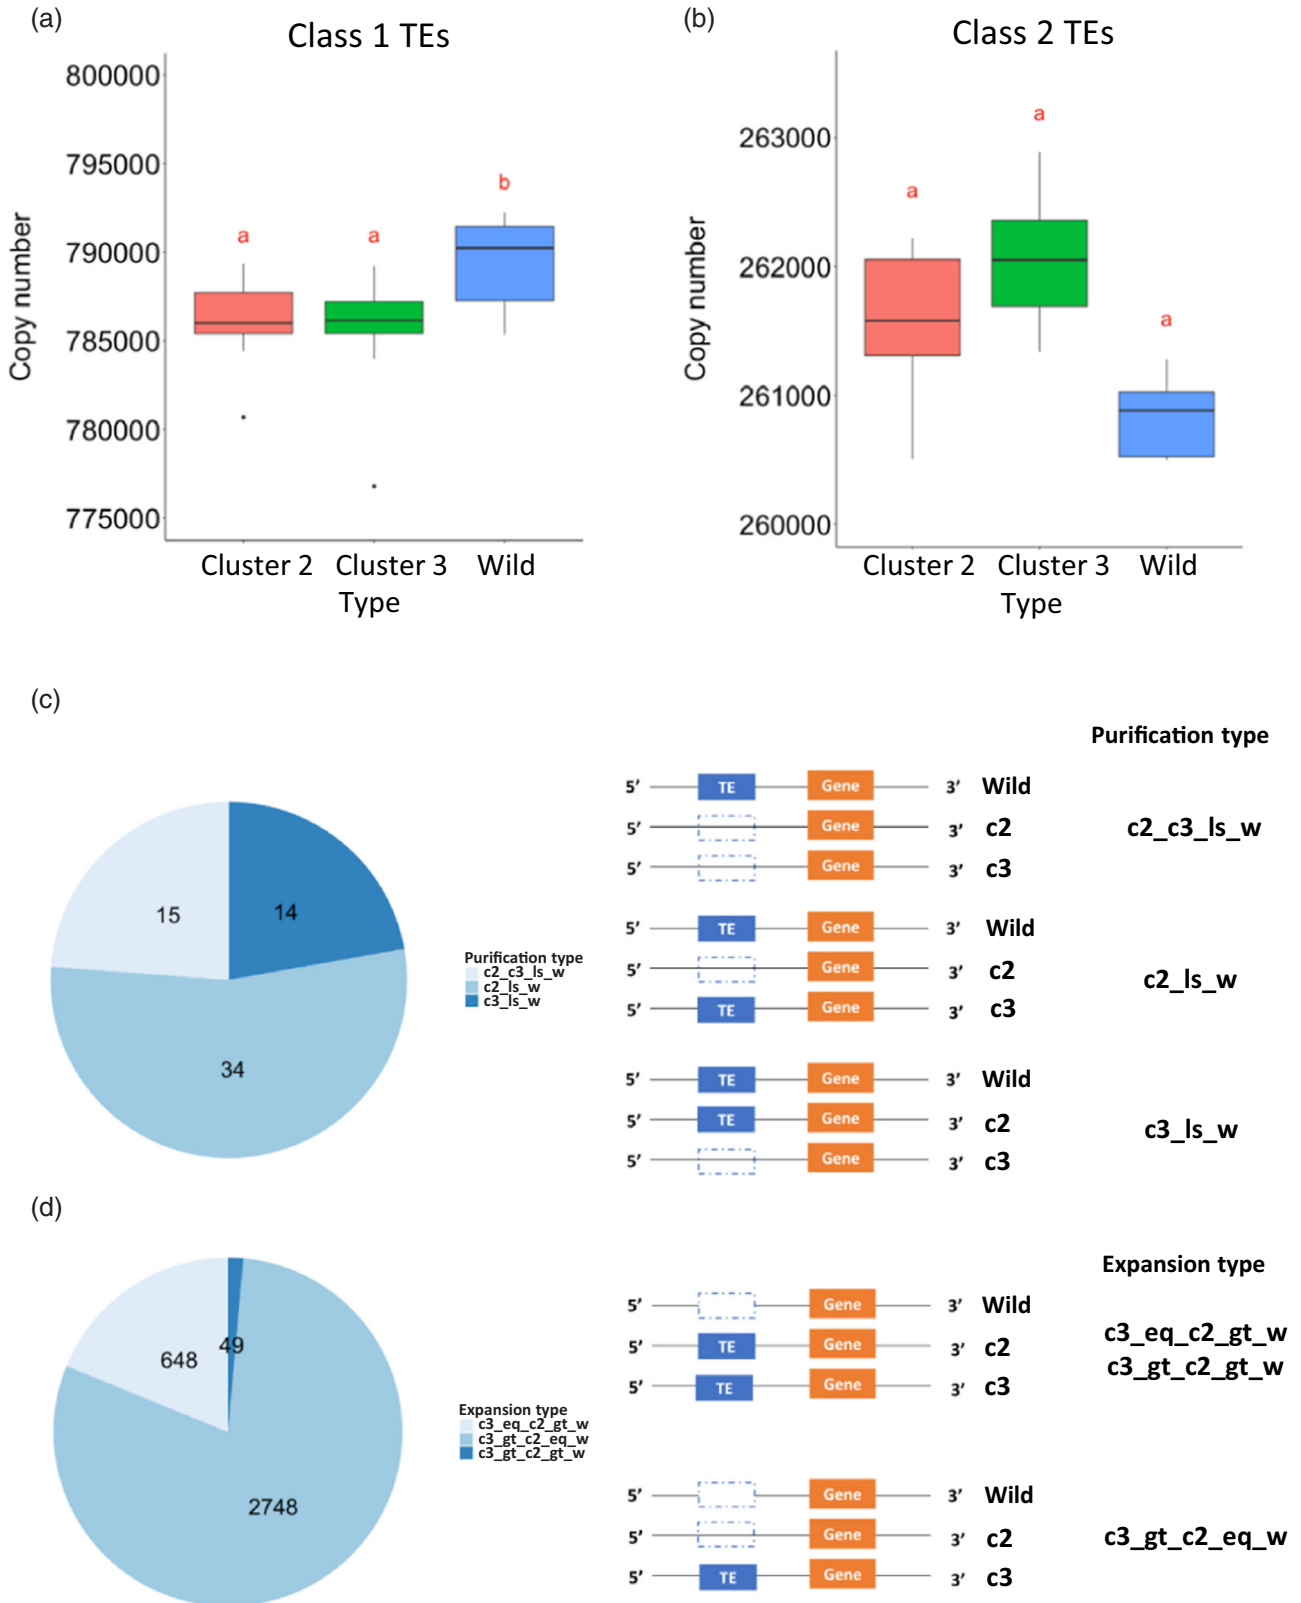 (a)
Class 1 TEs
800000
795000
790000
785000
780000
775000
Copy number
a
a
b
Cluster 2
Cluster 3
Wild
Type
(b)
Class 2 TEs
263000
262000
261000
260000
Copy number
a
a
a
Cluster 2
Cluster 3
Wild
Type
(c)
15
14
34
Purification type
c2_c3_ls_w
c2_ls_w
c3_ls_w
Purification type
5′ TE Gene 3′ Wild
5′ Gene 3′ c2
5′ Gene 3′ c3
c2_c3_ls_w
5′ TE Gene 3′ Wild
5′ Gene 3′ c2
5′ TE Gene 3′ c3
c2_ls_w
5′ TE Gene 3′ Wild
5′ TE Gene 3′ c2
5′ Gene 3′ c3
c3_ls_w
(d)
648
49
2748
Expansion type
c3_eq_c2_gt_w
c3_gt_c2_eq_w
c3_gt_c2_gt_w
Expansion type
5′ Gene 3′ Wild
5′ TE Gene 3′ c2
5′ TE Gene 3′ c3
c3_eq_c2_gt_w
c3_gt_c2_gt_w
5′ Gene 3′ Wild
5′ Gene 3′ c2
5′ TE Gene 3′ c3
c3_gt_c2_eq_w